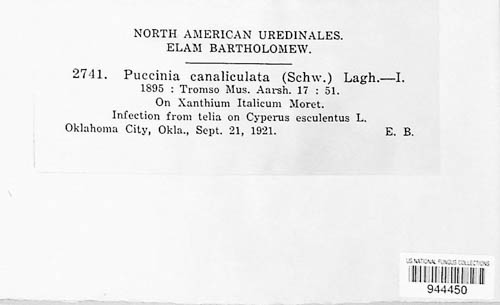 NORTH AMERICAN UREDINALES.
ELAM BARTHOLOMEW.
2741. Puccinia canaliculata (Schw.) Lagh.—I.
1895 : Tromso Mus. Aarsh. 17 : 51.
On Xanthium Italicum Moret.
Infection from telia on Cyperus esculentus L.
Oklahoma City, Okla., Sept. 21, 1921. E. B.
US NATIONAL FUNGUS COLLECTIONS
944450